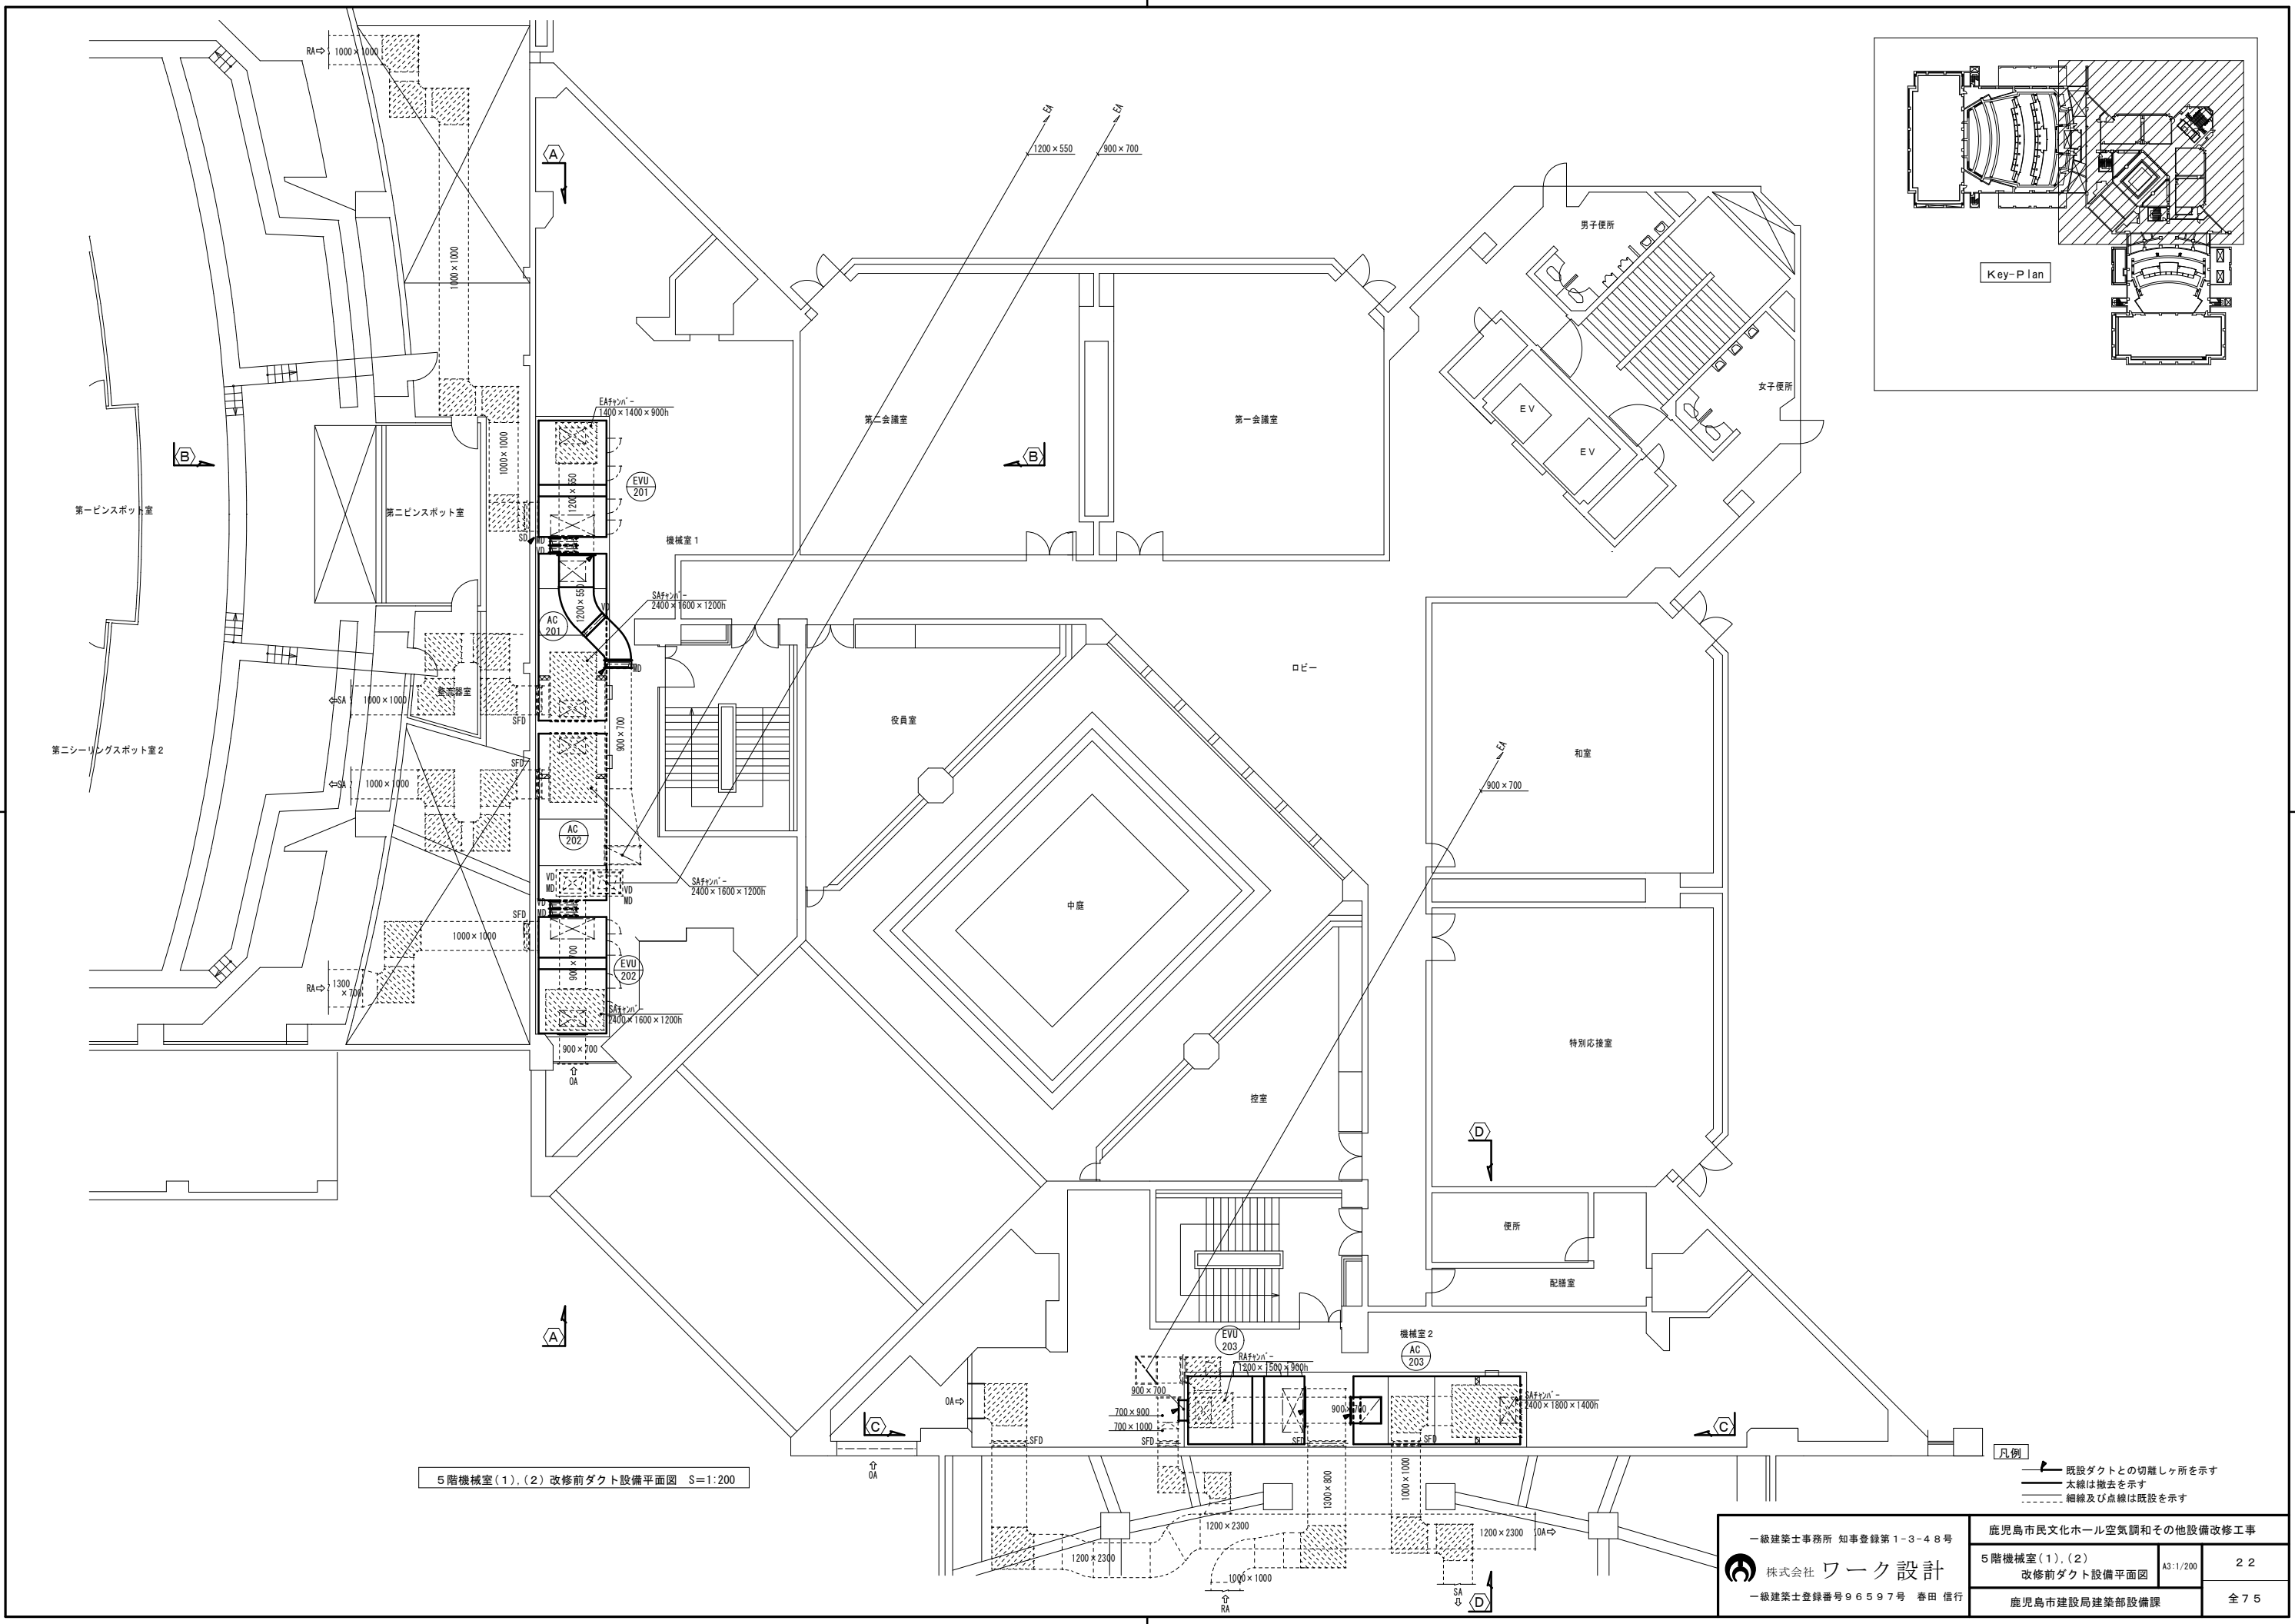 RA⇨ 1000×1000
A
EA
EA
1200×550
900×700
男子便所
Key-Plan
1000×1000
EAﾁｬﾝﾊﾞｰ
1400×1400×900h
第二会議室
第一会議室
女子便所
EV
EV
B
B
1000×1000
1200×550
EVU
201
第一ピンスポット室
第二ピンスポット室
機械室1
SD
MD
VD
1200×550
VD
SAﾁｬﾝﾊﾞｰ
2400×1600×1200h
AC
201
MD
ロビー
整流器室
⇦SA
1000×1000
SFD
900×700
役員室
第二シーリングスポット室2
SFD
⇦SA
1000×1000
EA
900×700
和室
AC
202
VD
MD
VD
MD
SAﾁｬﾝﾊﾞｰ
2400×1600×1200h
VD
MD
SFD
1000×1000
中庭
900×700
EVU
202
RA⇨
1300
×700
SAﾁｬﾝﾊﾞｰ
2400×1600×1200h
900×700
OA
特別応接室
控室
D
便所
配膳室
A
EVU
203
機械室2
AC
203
RAﾁｬﾝﾊﾞｰ
1200×1500×900h
900×700
OA⇨
700×900
700×1000
900×700
SAﾁｬﾝﾊﾞｰ
2400×1800×1400h
C
C
SFD
SFD
SFD
SFD
OA
1300×800
1000×1000
1200×2300
1200×2300
OA⇨
1200×2300
1000×1000
RA
SA
D
5階機械室(1),(2) 改修前ダクト設備平面図 S=1:200
凡例
既設ダクトとの切離しヶ所を示す
太線は撤去を示す
細線及び点線は既設を示す
一級建築士事務所 知事登録第1-3-48号
株式会社 ワーク設計
一級建築士登録番号96597号 春田 信行
鹿児島市民文化ホール空気調和その他設備改修工事
5階機械室(1),(2)
改修前ダクト設備平面図
A3:1/200
22
鹿児島市建設局建築部設備課
全75